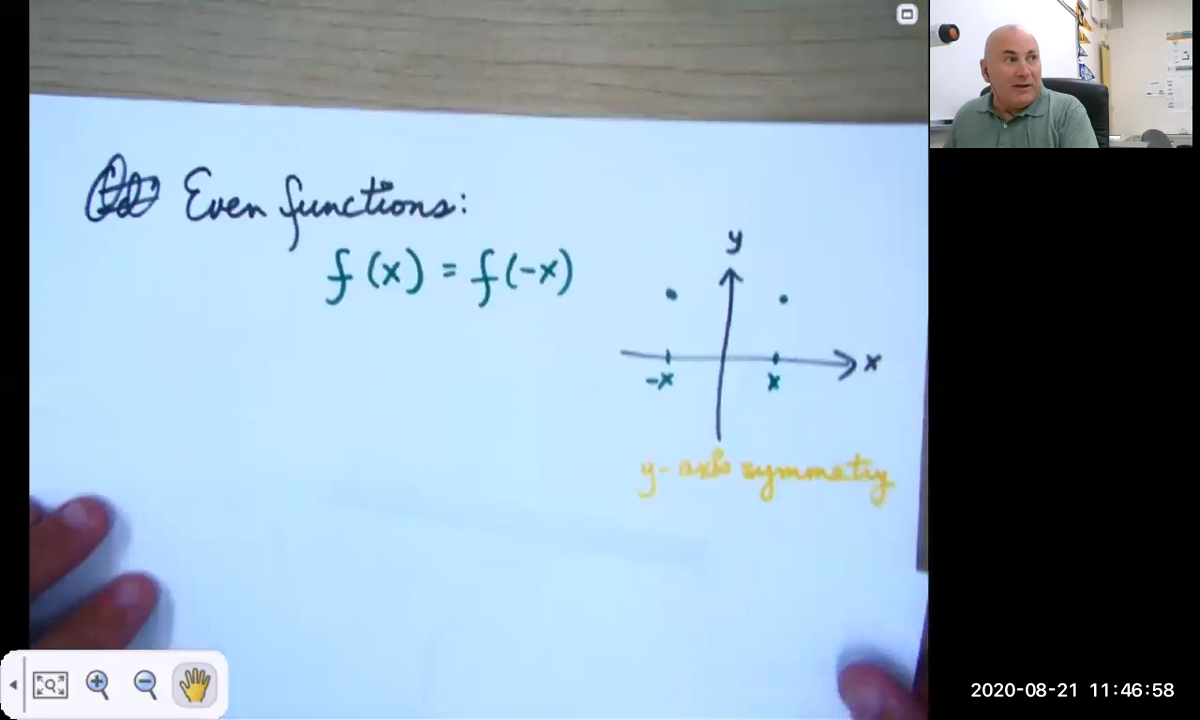 Even functions:
f(x) = f(-x)
y
x
-x
x
y-axis symmetry
2020-08-21 11:46:58